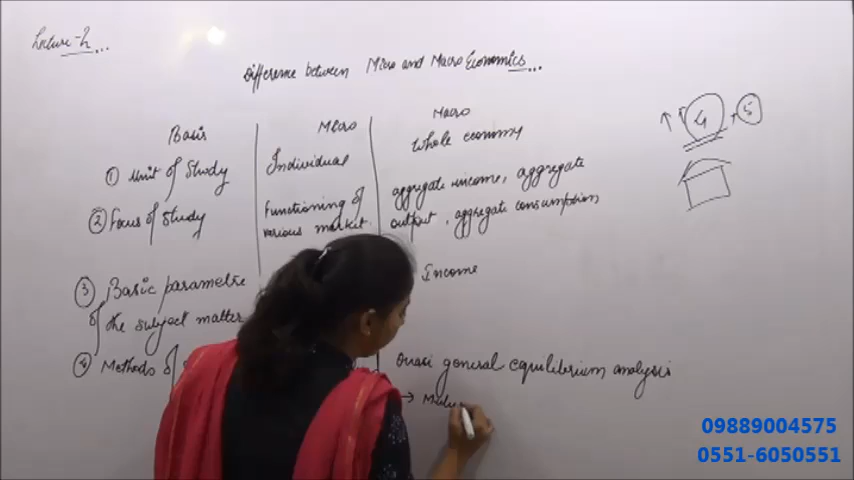 Lecture-2...
Difference between Micro and Macro Economics...
Basis Micro Macro
① Unit of Study Individual Whole economy
② Focus of Study Functioning of various market. aggregate income, aggregate output, aggregate consumption
③ Basic parametre of the subject matter Income
④ Methods of Quasi general equilibrium analysis
→
4 5
09889004575
0551-6050551